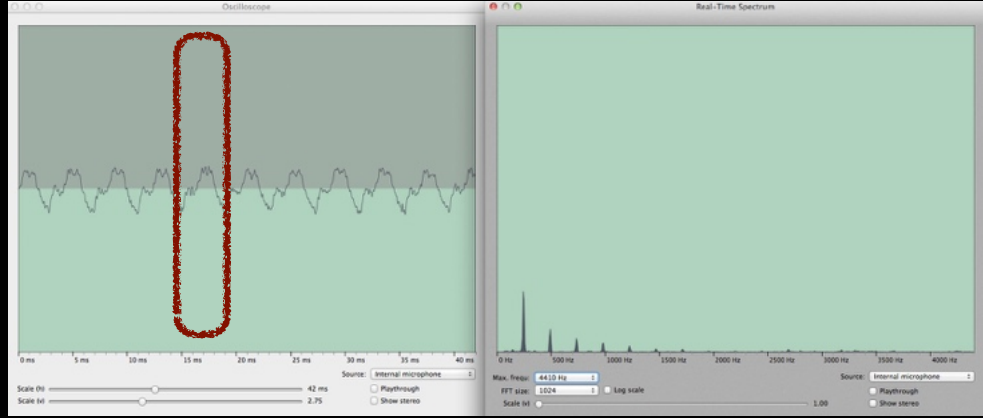 Oscilloscope
0 ms 5 ms 10 ms 15 ms 20 ms 25 ms 30 ms 35 ms 40 ms
Source: Internal microphone
Scale (h) 42 ms Playthrough
Scale (v) 2.75 Show stereo
Real-Time Spectrum
0 Hz 500 Hz 1000 Hz 1500 Hz 2000 Hz 2500 Hz 3000 Hz 3500 Hz 4000 Hz
Max. frequ: 4410 Hz Source: Internal microphone
FFT size: 1024 Log scale Playthrough
Scale (v) 1.00 Show stereo